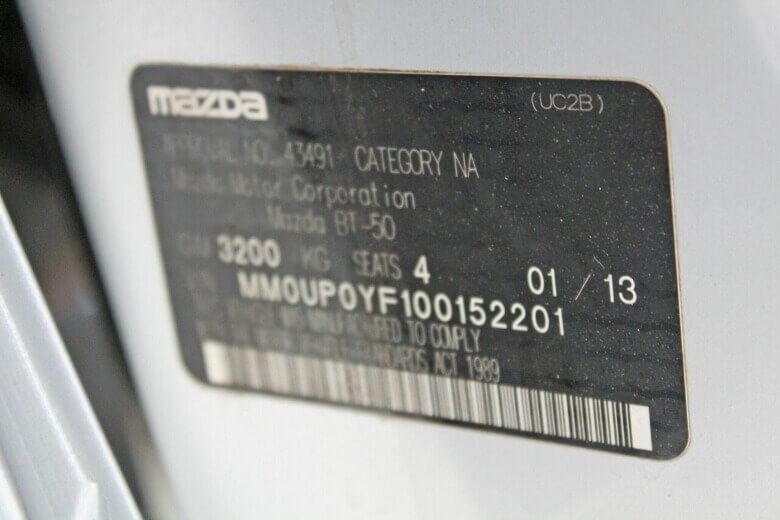 mazda (UC2B)
APPROVAL NO. 43491 CATEGORY NA
Mazda Motor Corporation
Mazda BT-50
3200 KG SEATS 4 01 / 13
MM0UP0YF100152201
TO COMPLY
ACT 1989